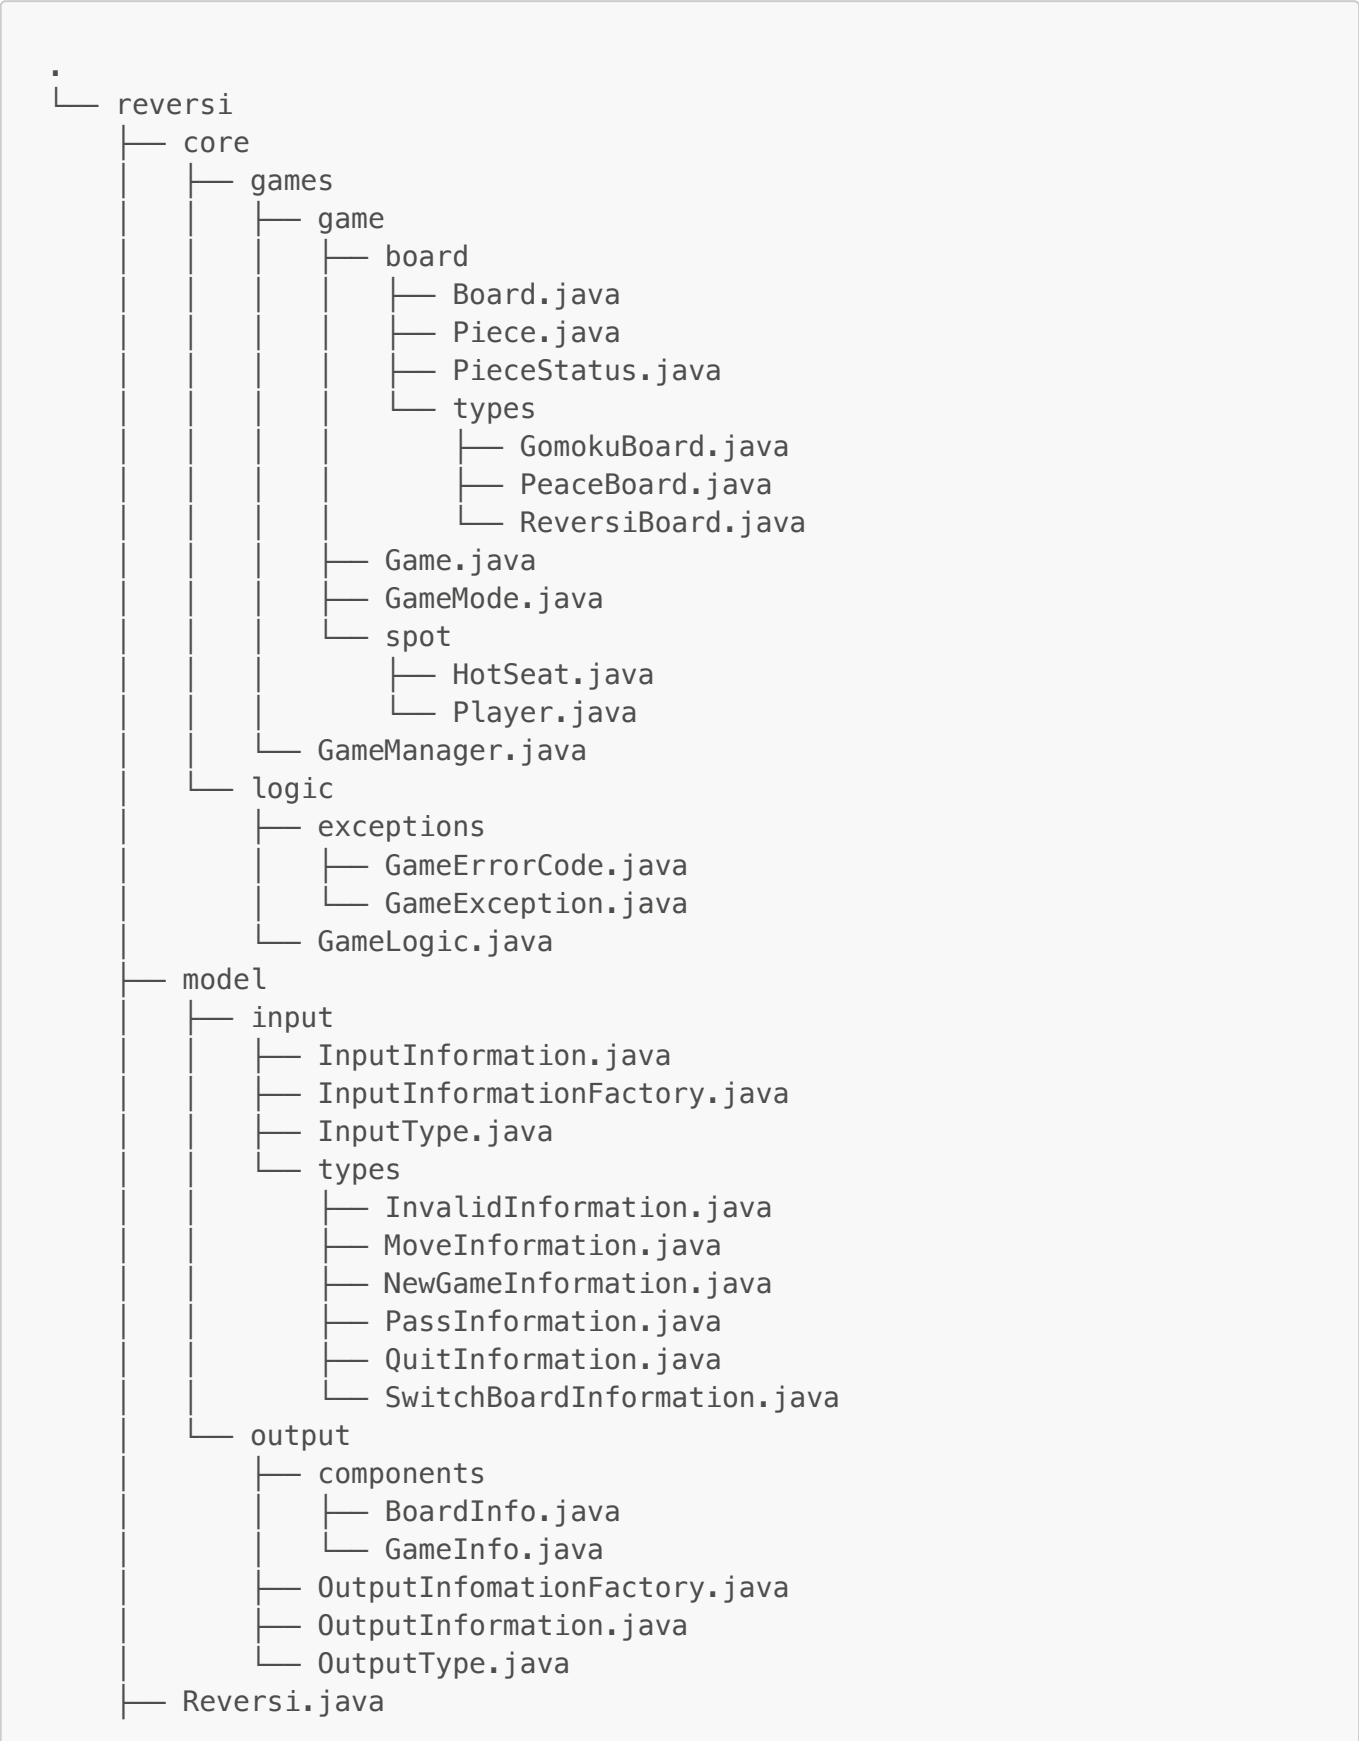 .
└── reversi
    ├── core
    │   ├── games
    │   │   ├── game
    │   │   │   ├── board
    │   │   │   │   ├── Board.java
    │   │   │   │   ├── Piece.java
    │   │   │   │   ├── PieceStatus.java
    │   │   │   │   └── types
    │   │   │   │       ├── GomokuBoard.java
    │   │   │   │       ├── PeaceBoard.java
    │   │   │   │       └── ReversiBoard.java
    │   │   │   ├── Game.java
    │   │   │   ├── GameMode.java
    │   │   │   └── spot
    │   │   │       ├── HotSeat.java
    │   │   │       └── Player.java
    │   │   └── GameManager.java
    │   └── logic
    │       ├── exceptions
    │       │   ├── GameErrorCode.java
    │       │   └── GameException.java
    │       └── GameLogic.java
    ├── model
    │   ├── input
    │   │   ├── InputInformation.java
    │   │   ├── InputInformationFactory.java
    │   │   ├── InputType.java
    │   │   └── types
    │   │       ├── InvalidInformation.java
    │   │       ├── MoveInformation.java
    │   │       ├── NewGameInformation.java
    │   │       ├── PassInformation.java
    │   │       ├── QuitInformation.java
    │   │       └── SwitchBoardInformation.java
    │   └── output
    │       ├── components
    │       │   ├── BoardInfo.java
    │       │   └── GameInfo.java
    │       ├── OutputInfomationFactory.java
    │       ├── OutputInformation.java
    │       └── OutputType.java
    ├── Reversi.java